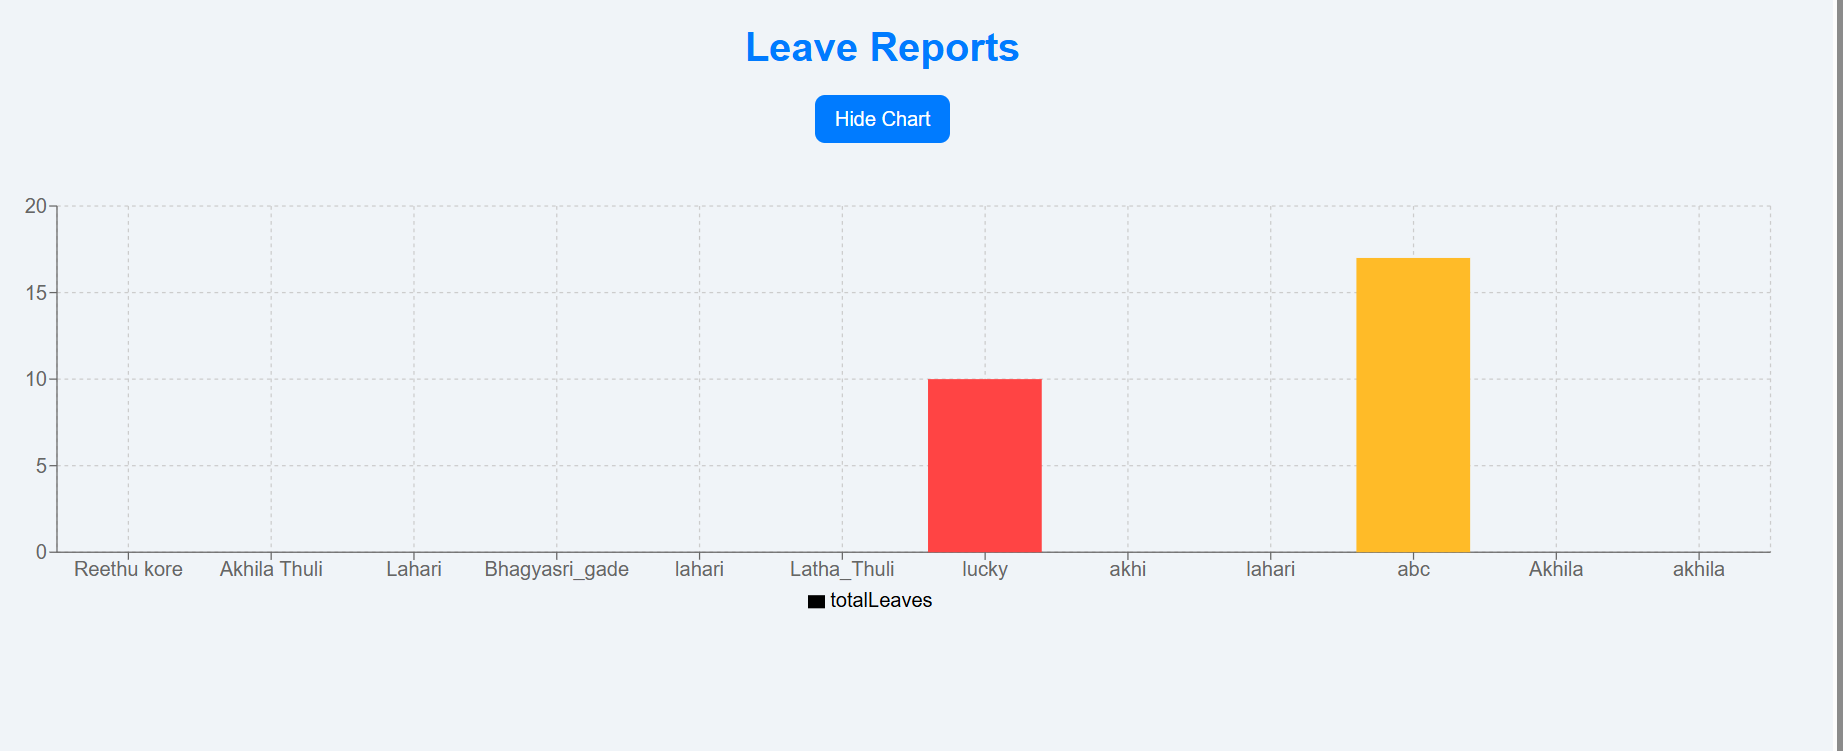 Leave Reports
Hide Chart
20
15
10
5
0
Reethu kore Akhila Thuli Lahari Bhagyasri_gade lahari Latha_Thuli lucky akhi lahari abc Akhila akhila
totalLeaves